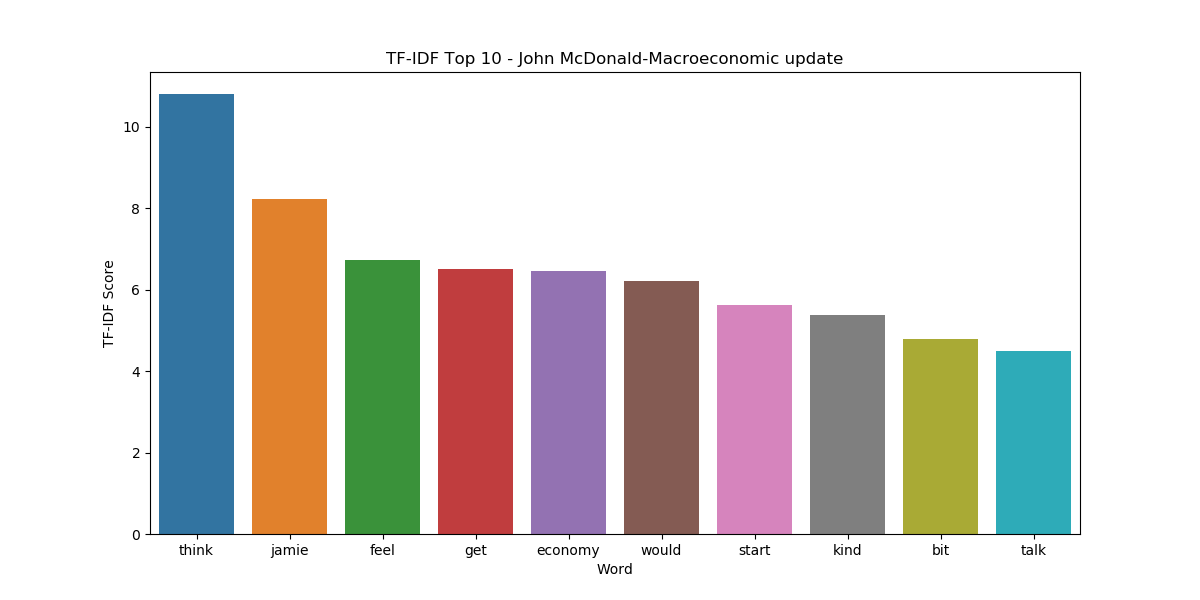 TF-IDF Top 10 - John McDonald-Macroeconomic update
TF-IDF Score
10
8
6
4
2
0
think jamie feel get economy would start kind bit talk
Word